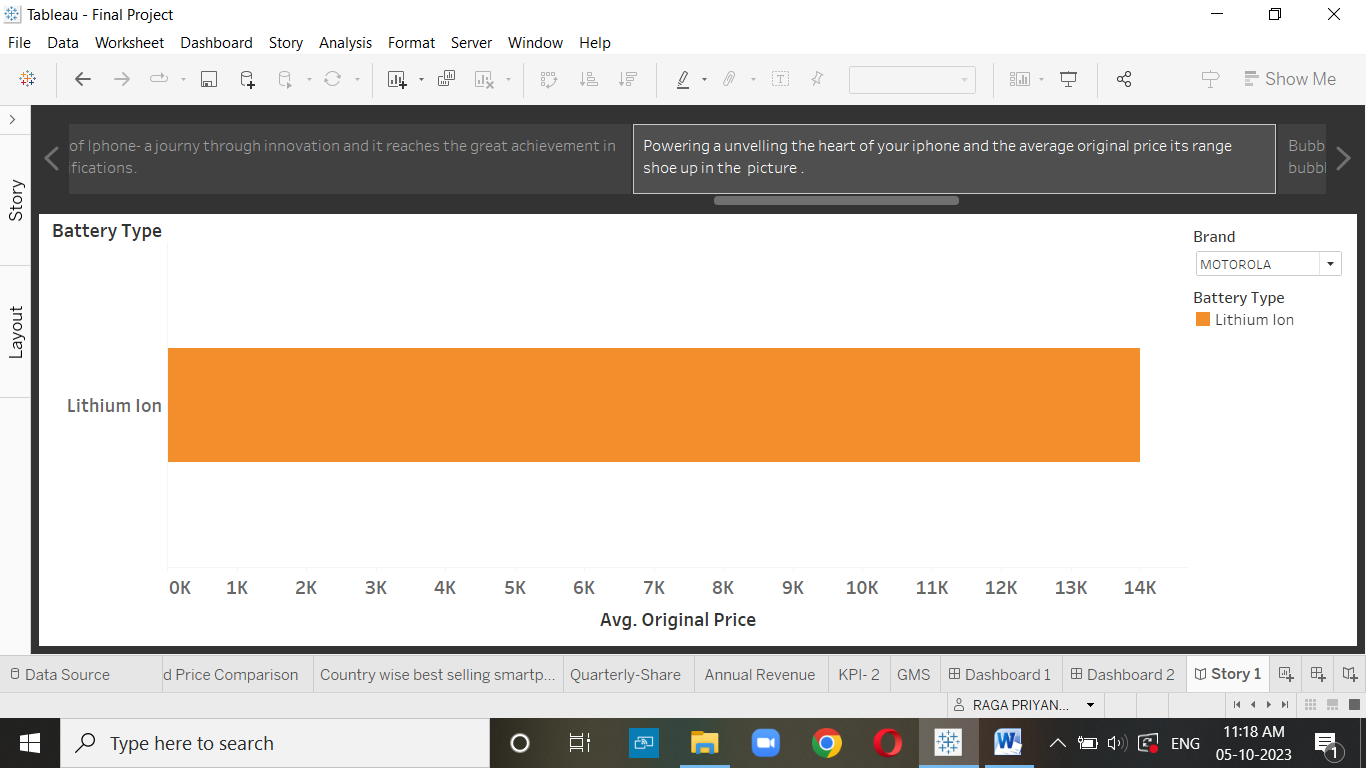 Tableau - Final Project
File Data Worksheet Dashboard Story Analysis Format Server Window Help
Show Me
of Iphone- a journy through innovation and it reaches the great achievement in
fications.
Powering a unvelling the heart of your iphone and the average original price its range
shoe up in the picture .
Bubb
bubbl
Story
Layout
Battery Type
Lithium Ion
0K 1K 2K 3K 4K 5K 6K 7K 8K 9K 10K 11K 12K 13K 14K
Avg. Original Price
Brand
MOTOROLA
Battery Type
Lithium Ion
Data Source d Price Comparison Country wise best selling smartp... Quarterly-Share Annual Revenue KPI- 2 GMS Dashboard 1 Dashboard 2 Story 1
RAGA PRIYAN...
Type here to search
ENG
11:18 AM
05-10-2023
1